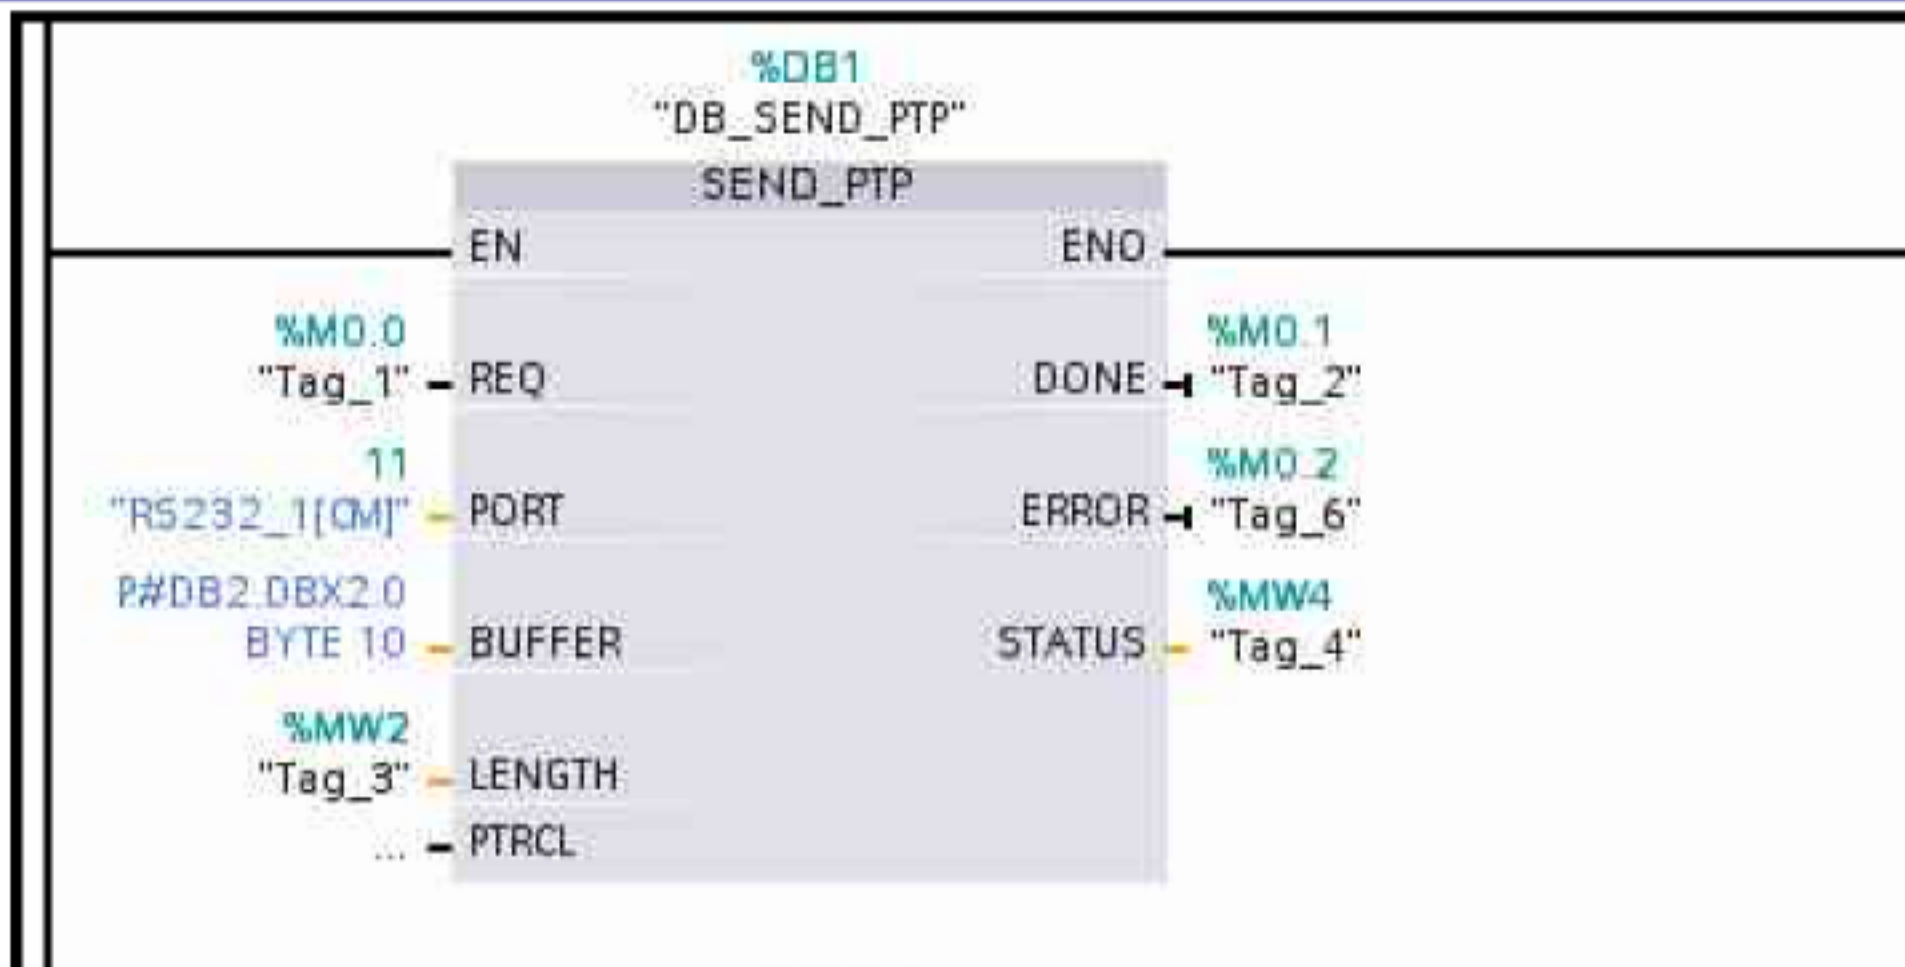 %DB1
"DB_SEND_PTP"
SEND_PTP
EN ENO
%M0.0 %M0.1
"Tag_1" REQ DONE "Tag_2"
11 %M0.2
"RS232_1[CM]" PORT ERROR "Tag_6"
P#DB2.DBX2.0 %MW4
BYTE 10 BUFFER STATUS "Tag_4"
%MW2
"Tag_3" LENGTH
... PTRCL